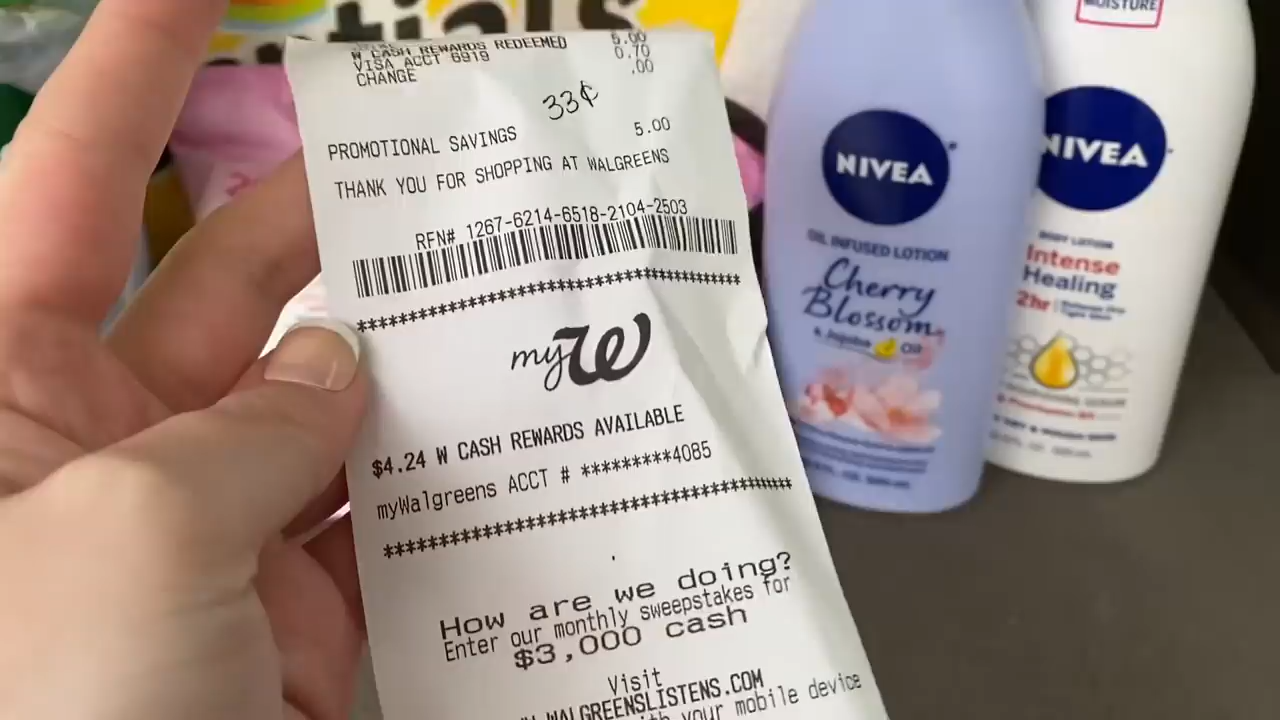 ntials
W CASH REWARDS REDEEMED 5.00
VISA ACCT 6919 0.70
CHANGE .00
33¢
PROMOTIONAL SAVINGS 5.00
THANK YOU FOR SHOPPING AT WALGREENS
RFN# 1267-6214-6518-2104-2503
***********************************************
myW
$4.24 W CASH REWARDS AVAILABLE
myWalgreens ACCT # *********4085
***********************************************
How are we doing?
Enter our monthly sweepstakes for
$3,000 cash
Visit
WALGREENSLISTENS.COM
with your mobile device
NIVEA
OIL INFUSED LOTION
Cherry
Blossom
& Jojoba Oil
MOISTURE
NIVEA
BODY LOTION
Intense
Healing
2hr